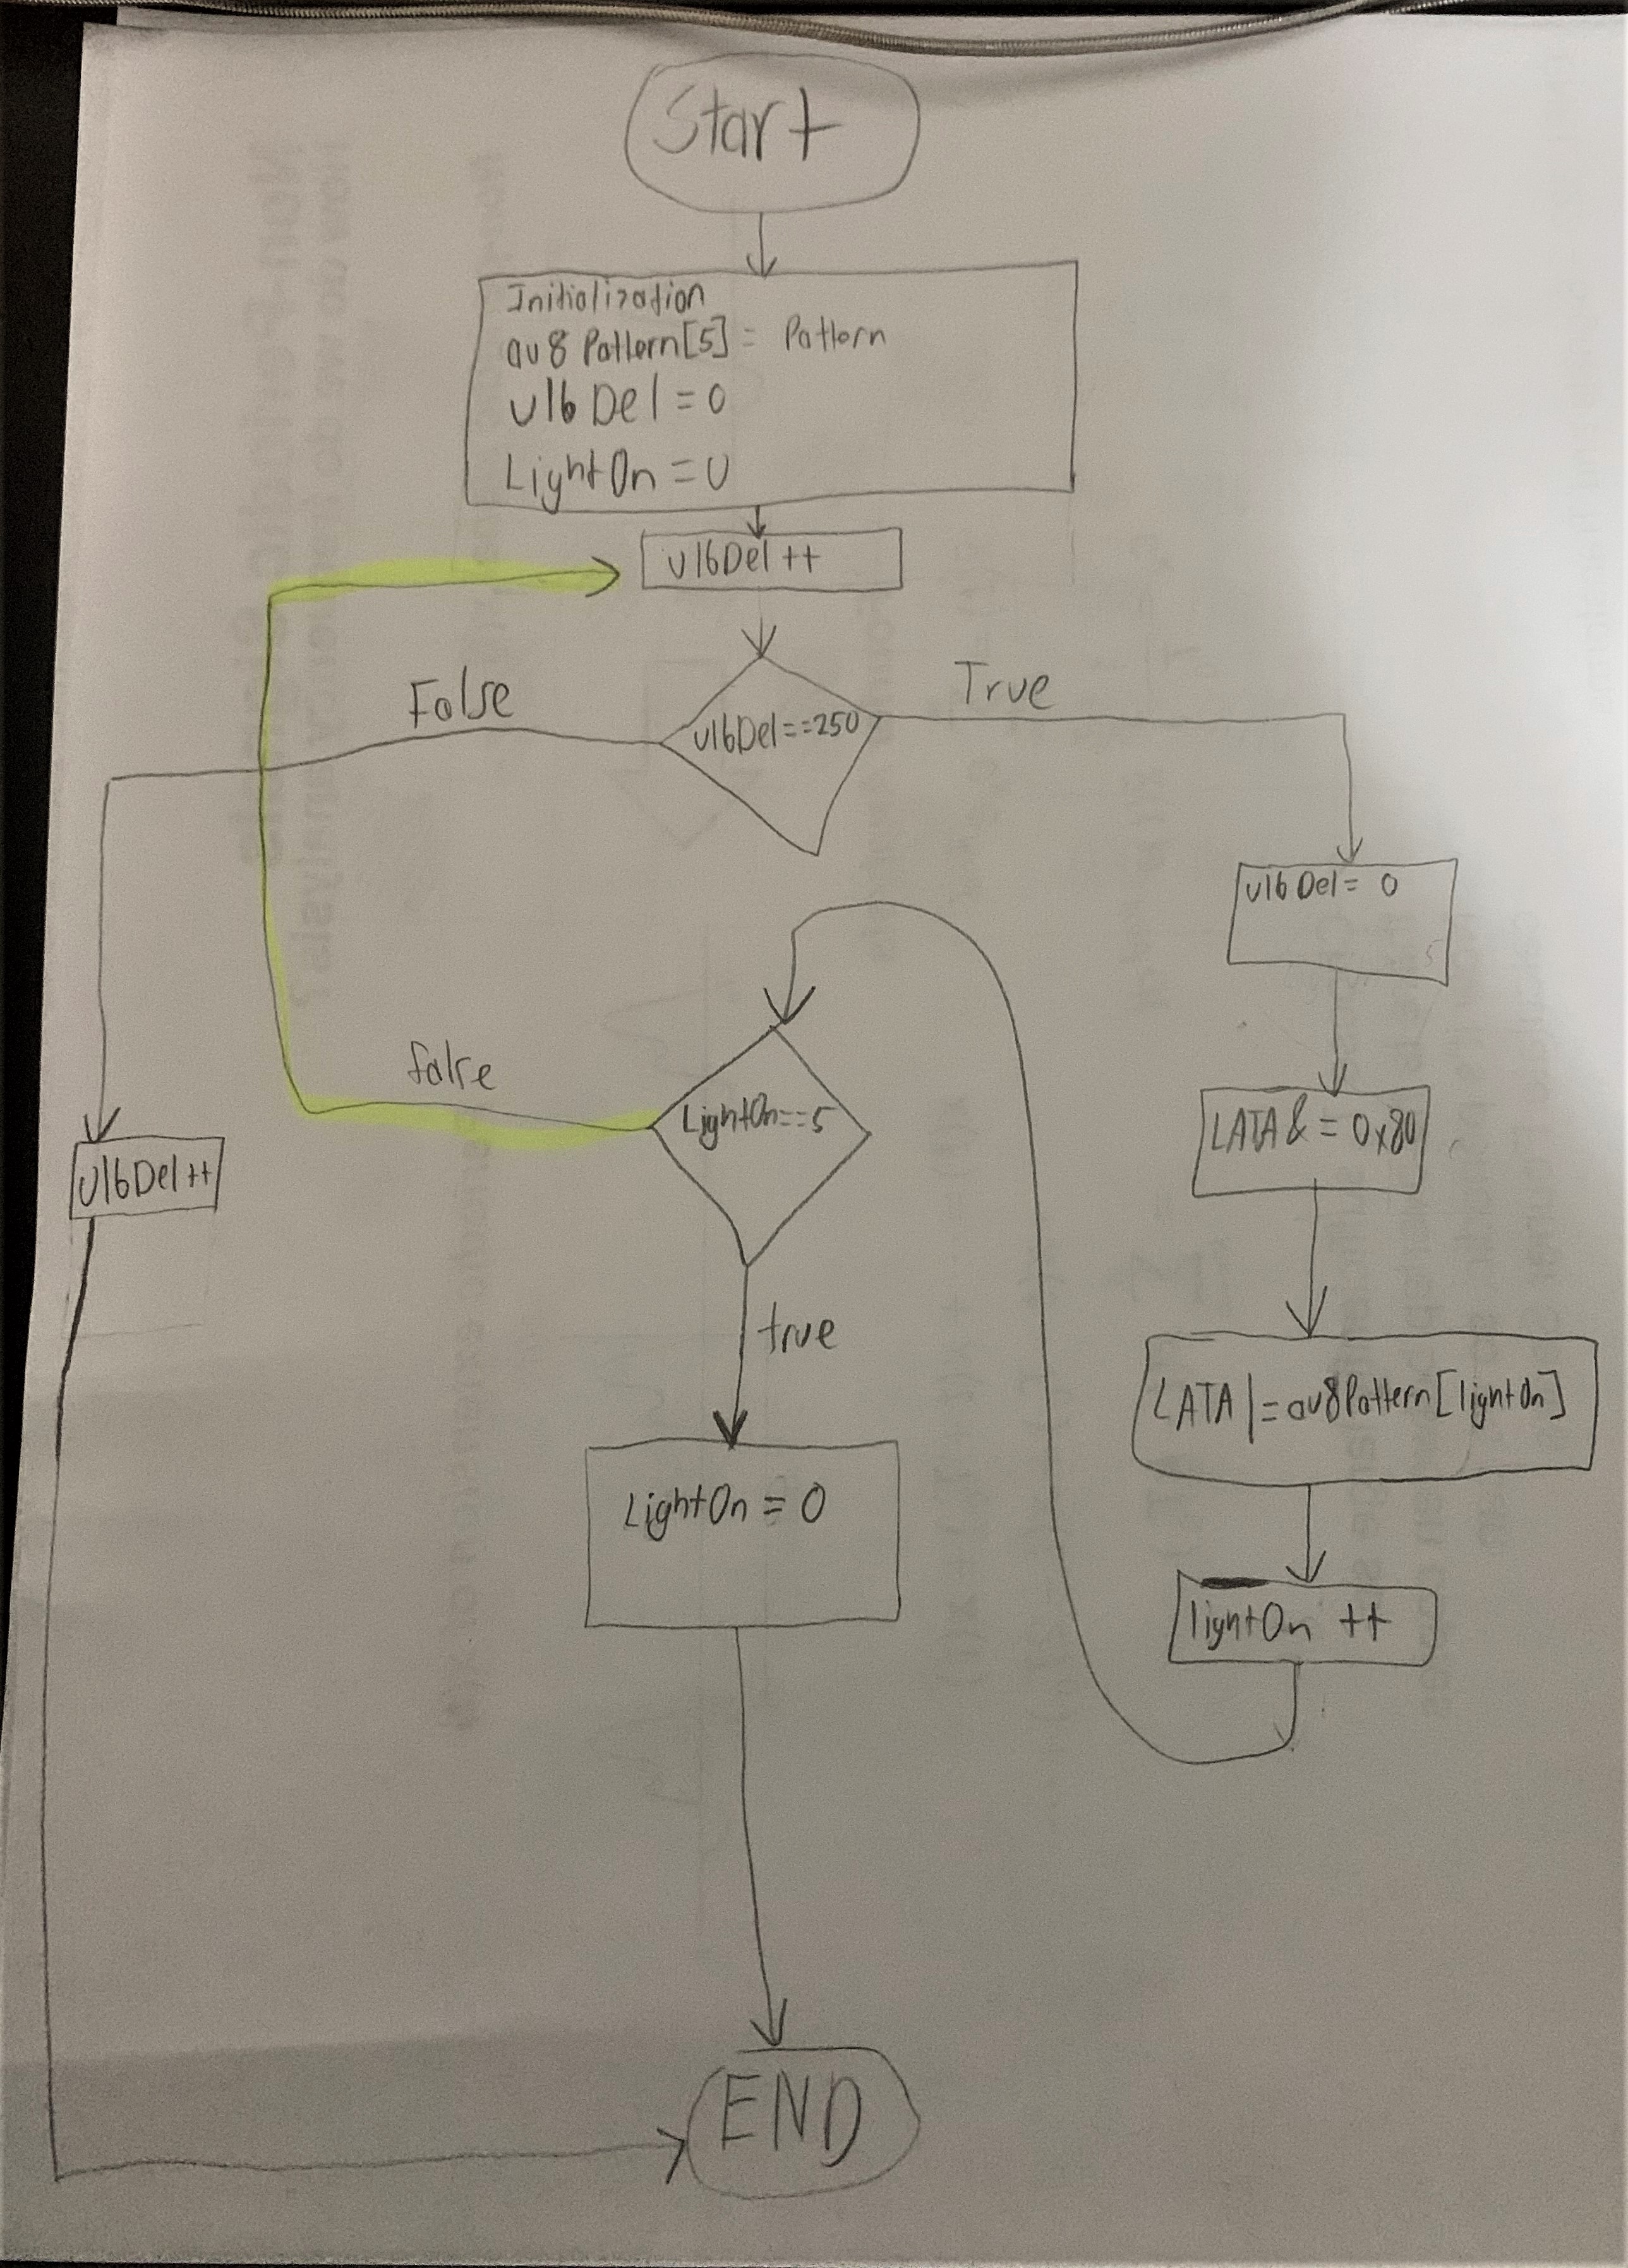 Start
Initialization
au8 Pattern[5] = Pattern
u16 Del = 0
LightOn = 0
u16Del ++
False
True
u16Del==250
u16 Del = 0
false
LightOn==5
LATA & = 0x80
u16Del ++
true
LATA |= au8Pattern[lightOn]
LightOn = 0
lightOn ++
END